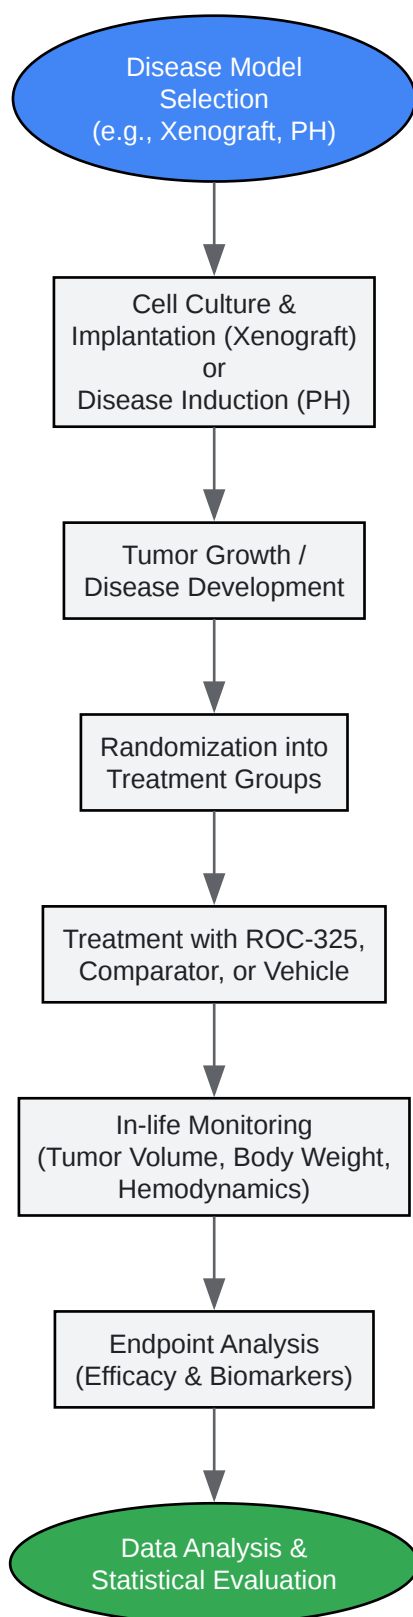 Disease Model
Selection
(e.g., Xenograft, PH)
Cell Culture &
Implantation (Xenograft)
or
Disease Induction (PH)
Tumor Growth /
Disease Development
Randomization into
Treatment Groups
Treatment with ROC-325,
Comparator, or Vehicle
In-life Monitoring
(Tumor Volume, Body Weight,
Hemodynamics)
Endpoint Analysis
(Efficacy & Biomarkers)
Data Analysis &
Statistical Evaluation